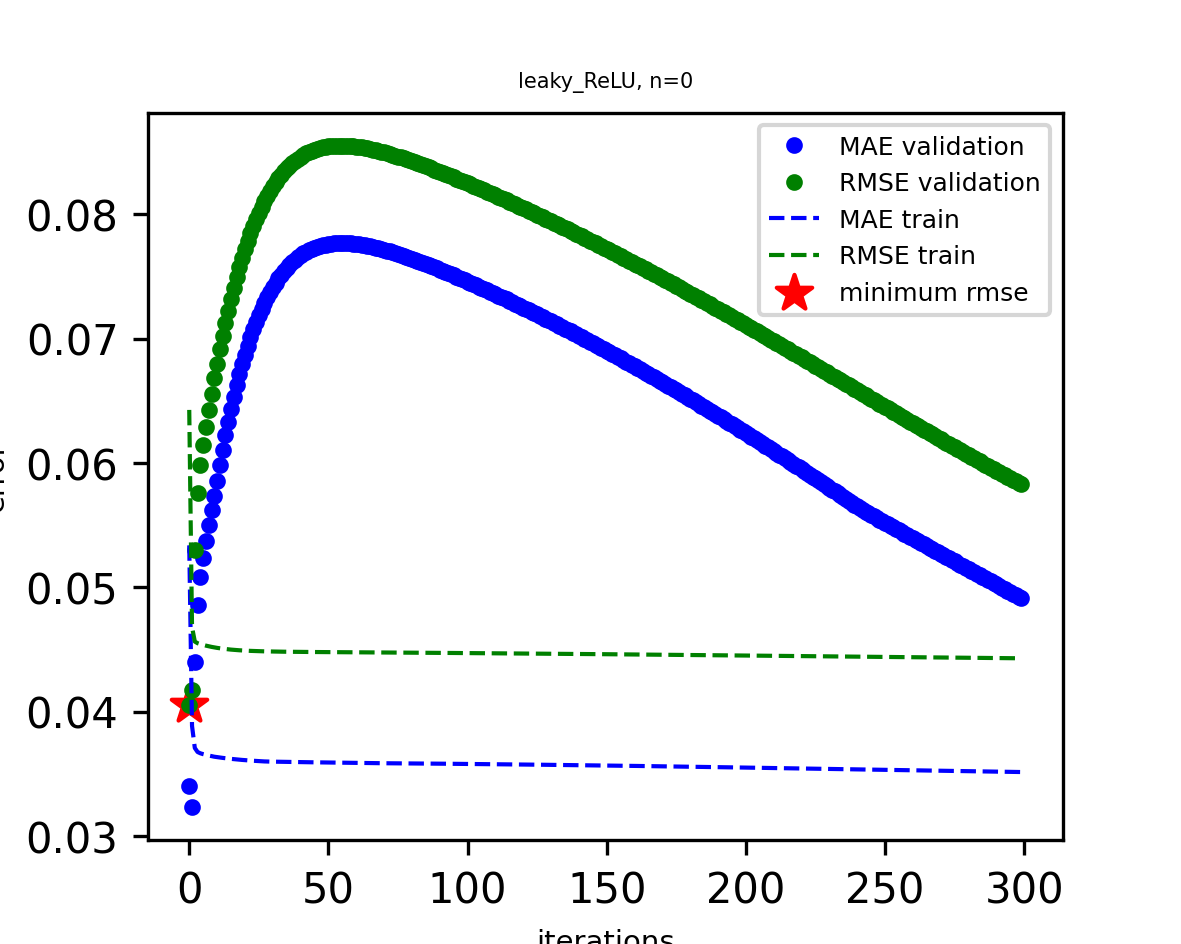 leaky_ReLU, n=0
MAE validation
RMSE validation
MAE train
RMSE train
minimum rmse
0.08
0.07
0.06
0.05
0.04
0.03
0 50 100 150 200 250 300
iterations